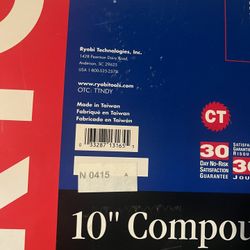 Ryobi Technologies, Inc.
1428 Pearman Dairy Road,
Anderson, SC 29625
USA 1-800-525-2579
www.ryobitools.com
OTC: TTNDY
Made in Taiwan
Fabriqué en Taiwan
Fabricado en Taiwan
0 33287 13165
N 0415 A
CT
30
DAY NO-RISK
SATISFACTION
GUARANTEE
30
10" Compou